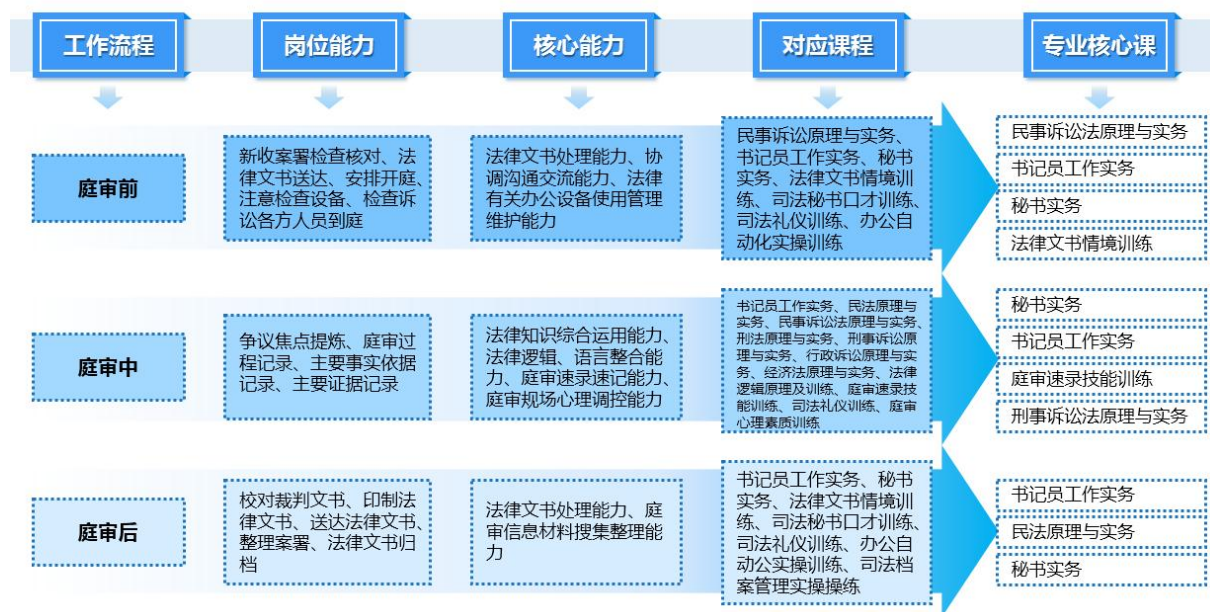 工作流程
岗位能力
核心能力
对应课程
专业核心课
庭审前
新收案署检查核对、法
律文书送达、安排开庭、
注意检查设备、检查诉
讼各方人员到庭
法律文书处理能力、协
调沟通交流能力、法律
有关办公设备使用管理
维护能力
民事诉讼原理与实务、
书记员工作实务、秘书
实务、法律文书情境训
练、司法秘书口才训练、
司法礼仪训练、办公自
动化实操训练
民事诉讼法原理与实务
书记员工作实务
秘书实务
法律文书情境训练
庭审中
争议焦点提炼、庭审过
程记录、主要事实依据
记录、主要证据记录
法律知识综合运用能力、
法律逻辑、语言整合能
力、庭审速录速记能力、
庭审规场心理调控能力
书记员工作实务、民法原理与
实务、民事诉讼法原理与实务、
刑法原理与实务、刑事诉讼原
理与实务、行政诉讼原理与实
务、经济法原理与实务、法律
逻辑原理及训练、庭审速录技
能训练、司法礼仪训练、庭审
心理素质训练
秘书实务
书记员工作实务
庭审速录技能训练
刑事诉讼法原理与实务
庭审后
校对裁判文书、印制法
律文书、送达法律文书、
整理案署、法律文书归
档
法律文书处理能力、庭
审信息材料搜集整理能
力
书记员工作实务、秘书
实务、法律文书情境训
练、司法秘书口才训练、
司法礼仪训练、办公自
动公实操训练、司法档
案管理实操操练
书记员工作实务
民法原理与实务
秘书实务